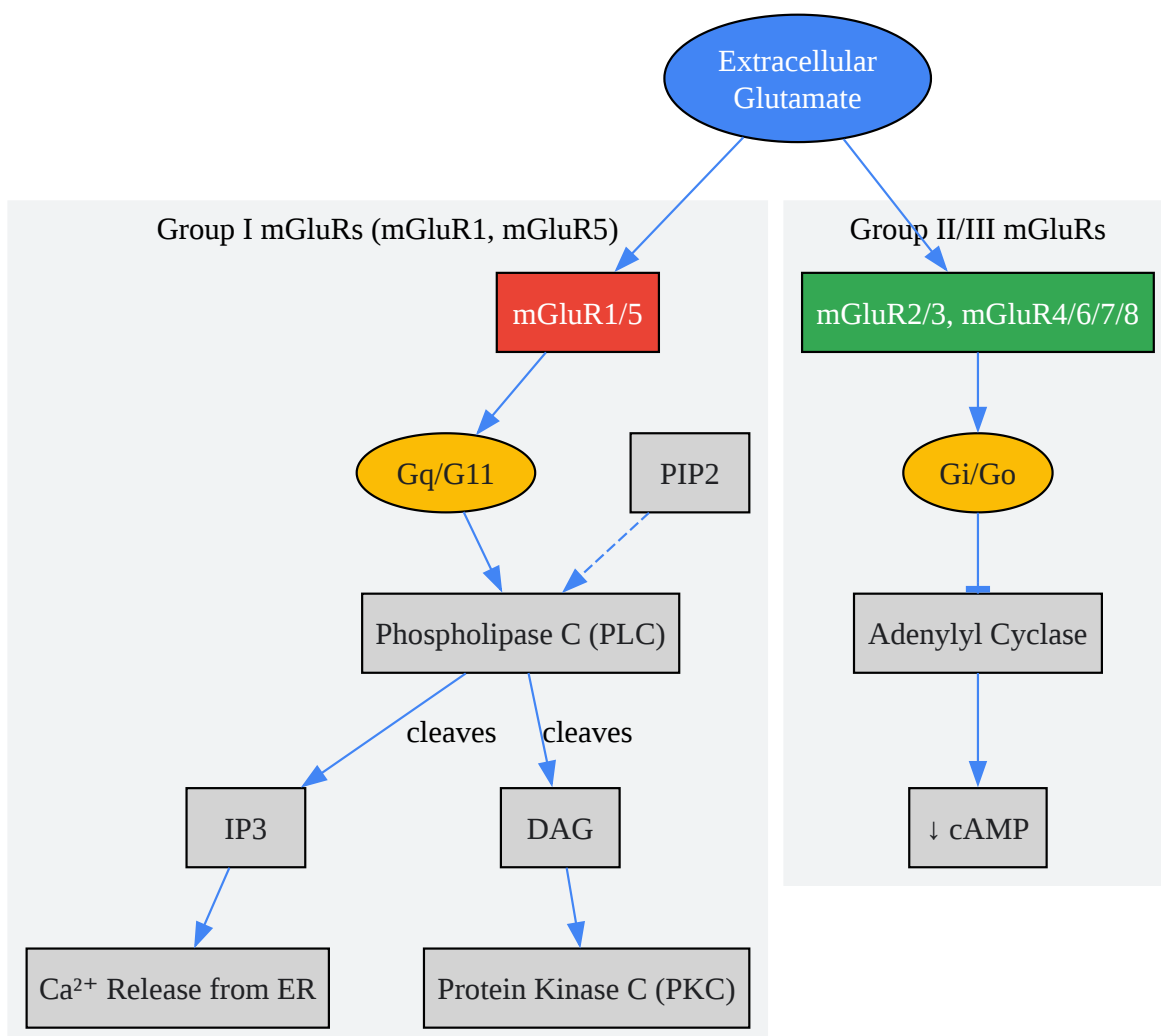 Extracellular
Glutamate
Group I mGluRs (mGluR1, mGluR5)
Group II/III mGluRs
mGluR1/5
mGluR2/3, mGluR4/6/7/8
Gq/G11
PIP2
Gi/Go
Phospholipase C (PLC)
Adenylyl Cyclase
cleaves
cleaves
IP3
DAG
↓ cAMP
Ca²⁺ Release from ER
Protein Kinase C (PKC)